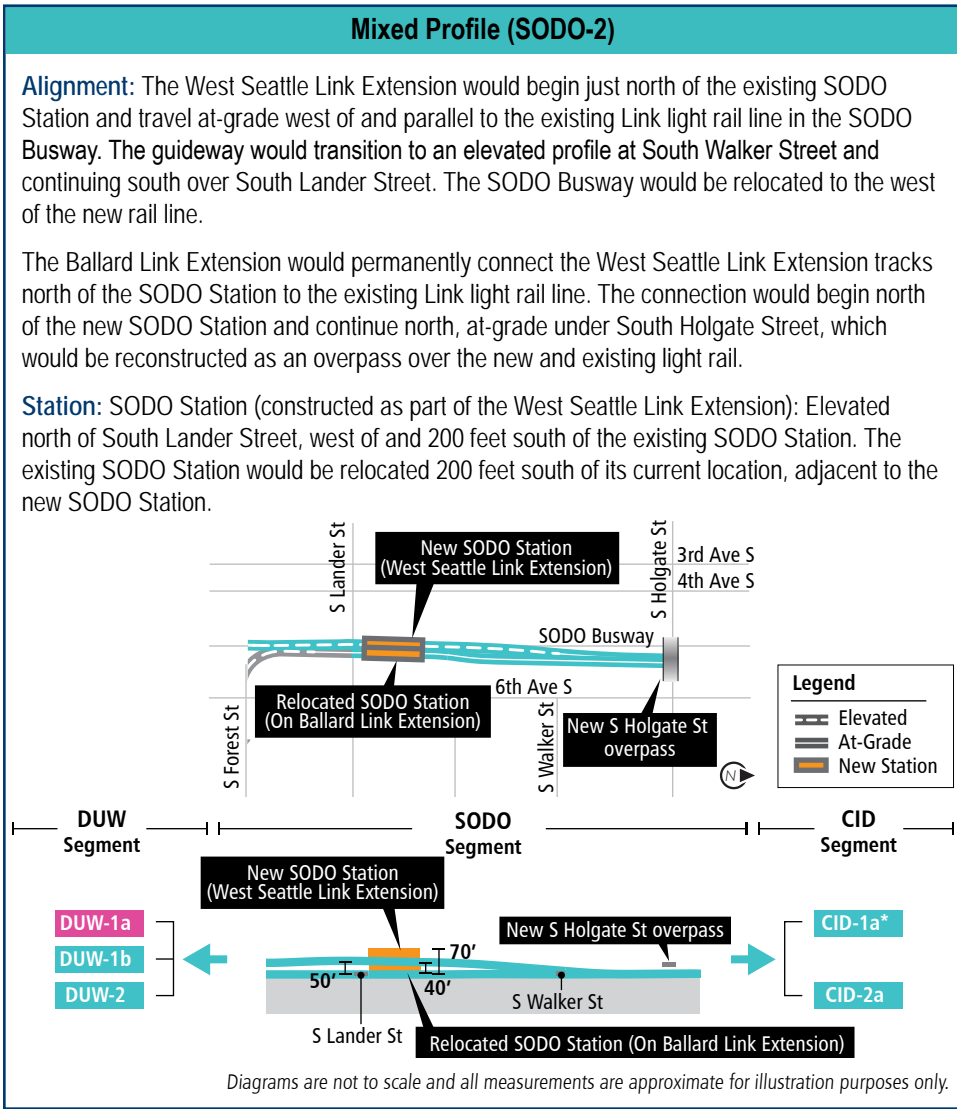 Mixed Profile (SODO-2)
Alignment: The West Seattle Link Extension would begin just north of the existing SODO
Station and travel at-grade west of and parallel to the existing Link light rail line in the SODO
Busway. The guideway would transition to an elevated profile at South Walker Street and
continuing south over South Lander Street. The SODO Busway would be relocated to the west
of the new rail line.
The Ballard Link Extension would permanently connect the West Seattle Link Extension tracks
north of the SODO Station to the existing Link light rail line. The connection would begin north
of the new SODO Station and continue north, at-grade under South Holgate Street, which
would be reconstructed as an overpass over the new and existing light rail.
Station: SODO Station (constructed as part of the West Seattle Link Extension): Elevated
north of South Lander Street, west of and 200 feet south of the existing SODO Station. The
existing SODO Station would be relocated 200 feet south of its current location, adjacent to the
new SODO Station.
S Lander St
New SODO Station
(West Seattle Link Extension)
S Holgate St
3rd Ave S
4th Ave S
SODO Busway
6th Ave S
Relocated SODO Station
(On Ballard Link Extension)
S Forest St
S Walker St
New S Holgate St
overpass
N
Legend
Elevated
At-Grade
New Station
DUW
Segment
SODO
Segment
CID
Segment
New SODO Station
(West Seattle Link Extension)
DUW-1a
DUW-1b
DUW-2
New S Holgate St overpass
70'
50'
40'
S Walker St
S Lander St
Relocated SODO Station (On Ballard Link Extension)
CID-1a*
CID-2a
Diagrams are not to scale and all measurements are approximate for illustration purposes only.